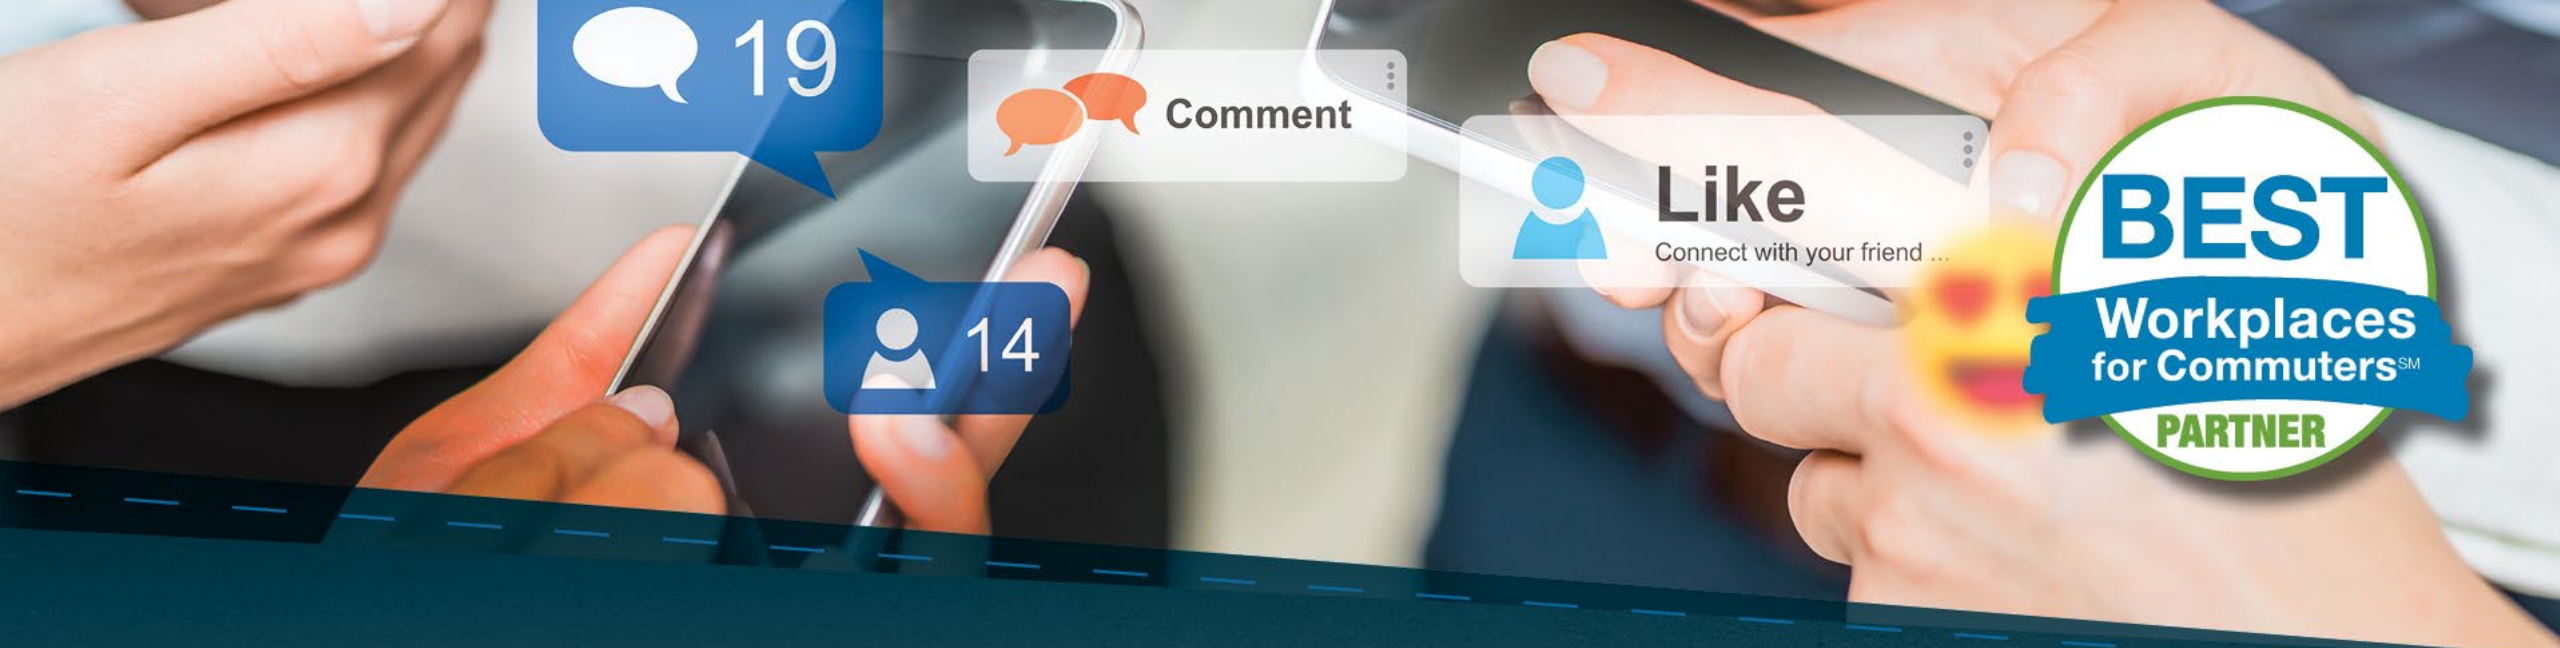 19
Comment
Like
Connect with your friend ...
14
BEST
Workplaces
for Commuters℠
PARTNER